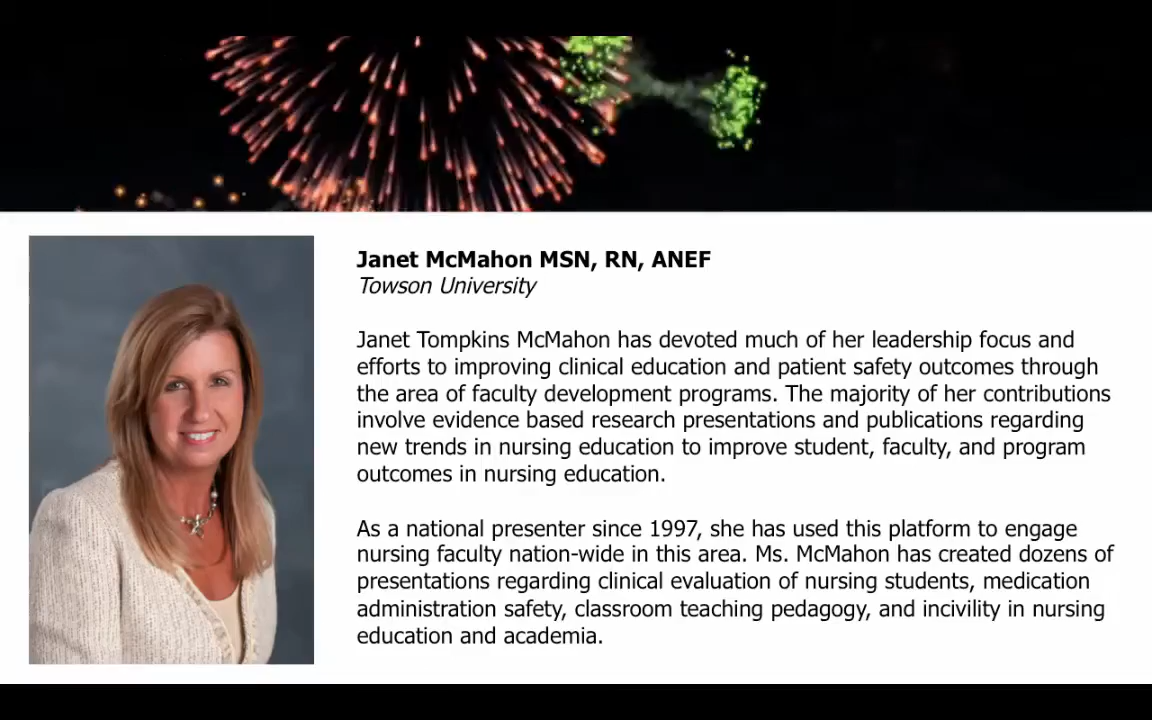 Janet McMahon MSN, RN, ANEF
Towson University
Janet Tompkins McMahon has devoted much of her leadership focus and
efforts to improving clinical education and patient safety outcomes through
the area of faculty development programs. The majority of her contributions
involve evidence based research presentations and publications regarding
new trends in nursing education to improve student, faculty, and program
outcomes in nursing education.
As a national presenter since 1997, she has used this platform to engage
nursing faculty nation-wide in this area. Ms. McMahon has created dozens of
presentations regarding clinical evaluation of nursing students, medication
administration safety, classroom teaching pedagogy, and incivility in nursing
education and academia.